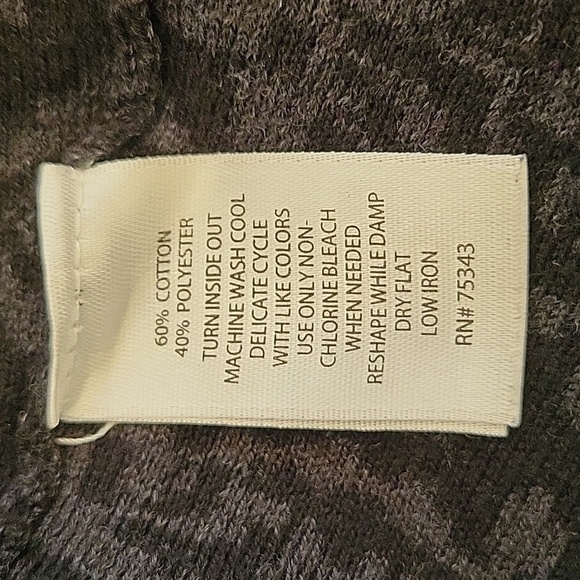 60% COTTON
40% POLYESTER
TURN INSIDE OUT
MACHINE WASH COOL
DELICATE CYCLE
WITH LIKE COLORS
USE ONLY NON-
CHLORINE BLEACH
WHEN NEEDED
RESHAPE WHILE DAMP
DRY FLAT
LOW IRON
RN# 75343